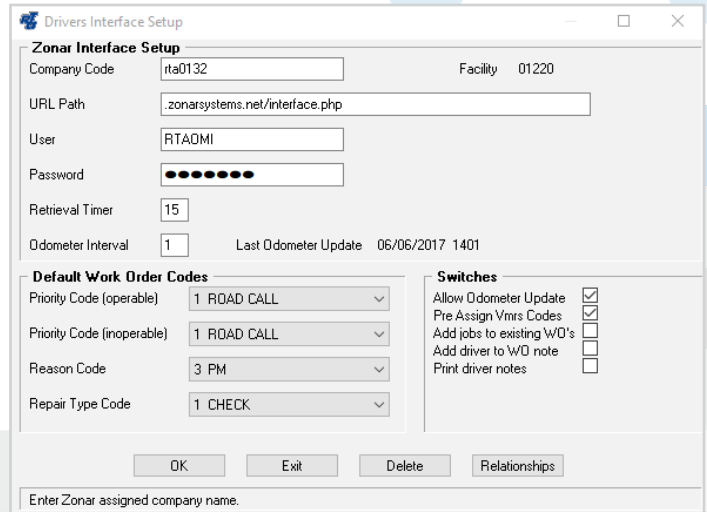 Drivers Interface Setup
Zonar Interface Setup
Company Code rta0132 Facility 01220
URL Path .zonarsystems.net/interface.php
User RTAOMI
Password ●●●●●●●
Retrieval Timer 15
Odometer Interval 1 Last Odometer Update 06/06/2017 1401
Default Work Order Codes
Priority Code (operable) 1 ROAD CALL
Priority Code (inoperable) 1 ROAD CALL
Reason Code 3 PM
Repair Type Code 1 CHECK
Switches
Allow Odometer Update
Pre Assign Vmrs Codes
Add jobs to existing WO's
Add driver to WO note
Print driver notes
OK Exit Delete Relationships
Enter Zonar assigned company name.